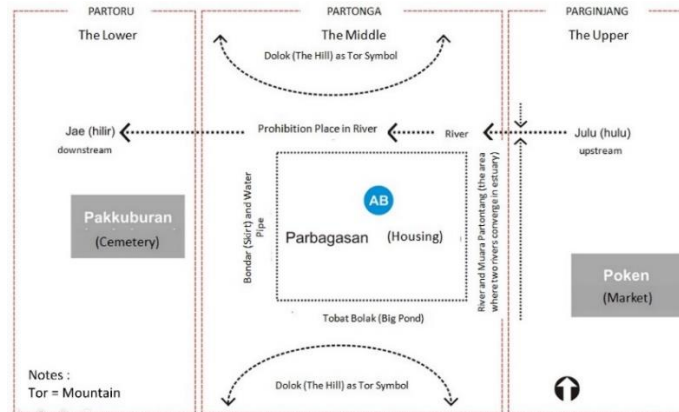 PARTORU
The Lower
PARTONGA
The Middle
PARGINJANG
The Upper
Dolok (The Hill) as Tor Symbol
Jae (hilir)
downstream
Prohibition Place in River
River
Julu (hulu)
upstream
Pakkuburan
(Cemetery)
Bondar (Skirt) and Water
Pipe
AB
Parbagasan (Housing)
River and Muara Partontang (the area
where two rivers converge in estuary)
Poken
(Market)
Tobat Bolak (Big Pond)
Dolok (The Hill) as Tor Symbol
Notes :
Tor = Mountain